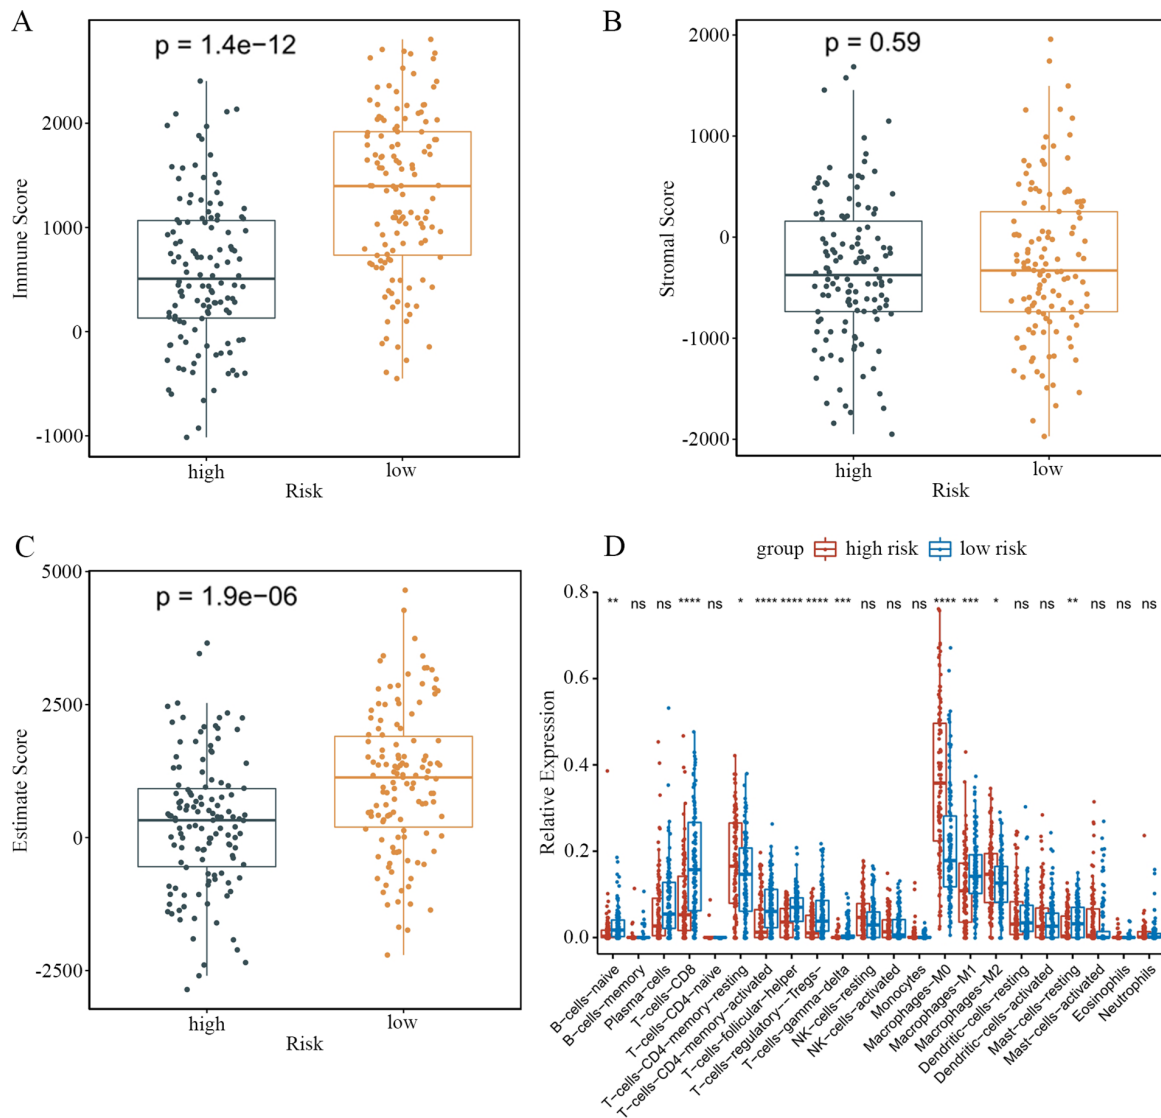 A
p = 1.4e−12
Immune Score
2000
1000
0
-1000
high
low
Risk
B
p = 0.59
Stromal Score
2000
1000
0
-1000
-2000
high
low
Risk
C
p = 1.9e−06
Estimate Score
5000
2500
0
-2500
high
low
Risk
D
group high risk low risk
Relative Expression
0.8
0.6
0.4
0.2
0.0
** ns ns **** ns * **** **** **** *** ns ns ns **** *** * ns ns ** ns ns ns
B−cells−naive
B−cells−memory
Plasma−cells
T−cells−CD8
T−cells−CD4−naive
T−cells−CD4−memory−resting
T−cells−CD4−memory−activated
T−cells−follicular−helper
T−cells−regulatory−−Tregs−
T−cells−gamma−delta
NK−cells−resting
NK−cells−activated
Monocytes
Macrophages−M0
Macrophages−M1
Macrophages−M2
Dendritic−cells−resting
Dendritic−cells−activated
Mast−cells−resting
Mast−cells−activated
Eosinophils
Neutrophils